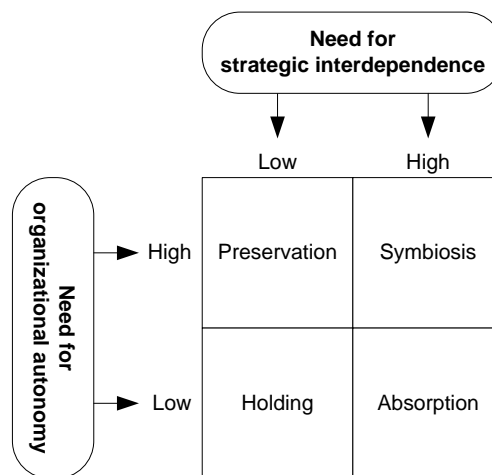 Need for
strategic interdependence
Low High
Need for
organizational autonomy
High Preservation Symbiosis
Low Holding Absorption